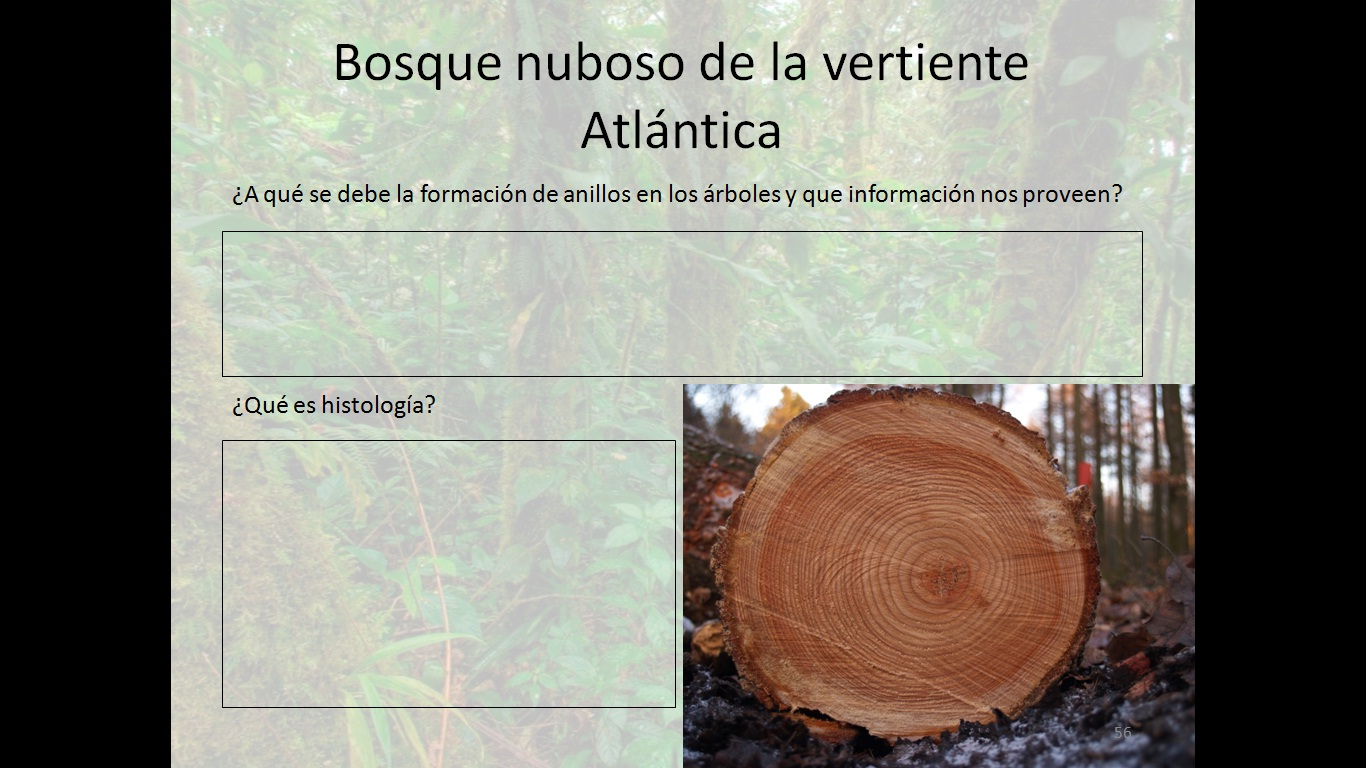 Bosque nuboso de la vertiente
Atlántica
¿A qué se debe la formación de anillos en los árboles y que información nos proveen?
¿Qué es histología?
56